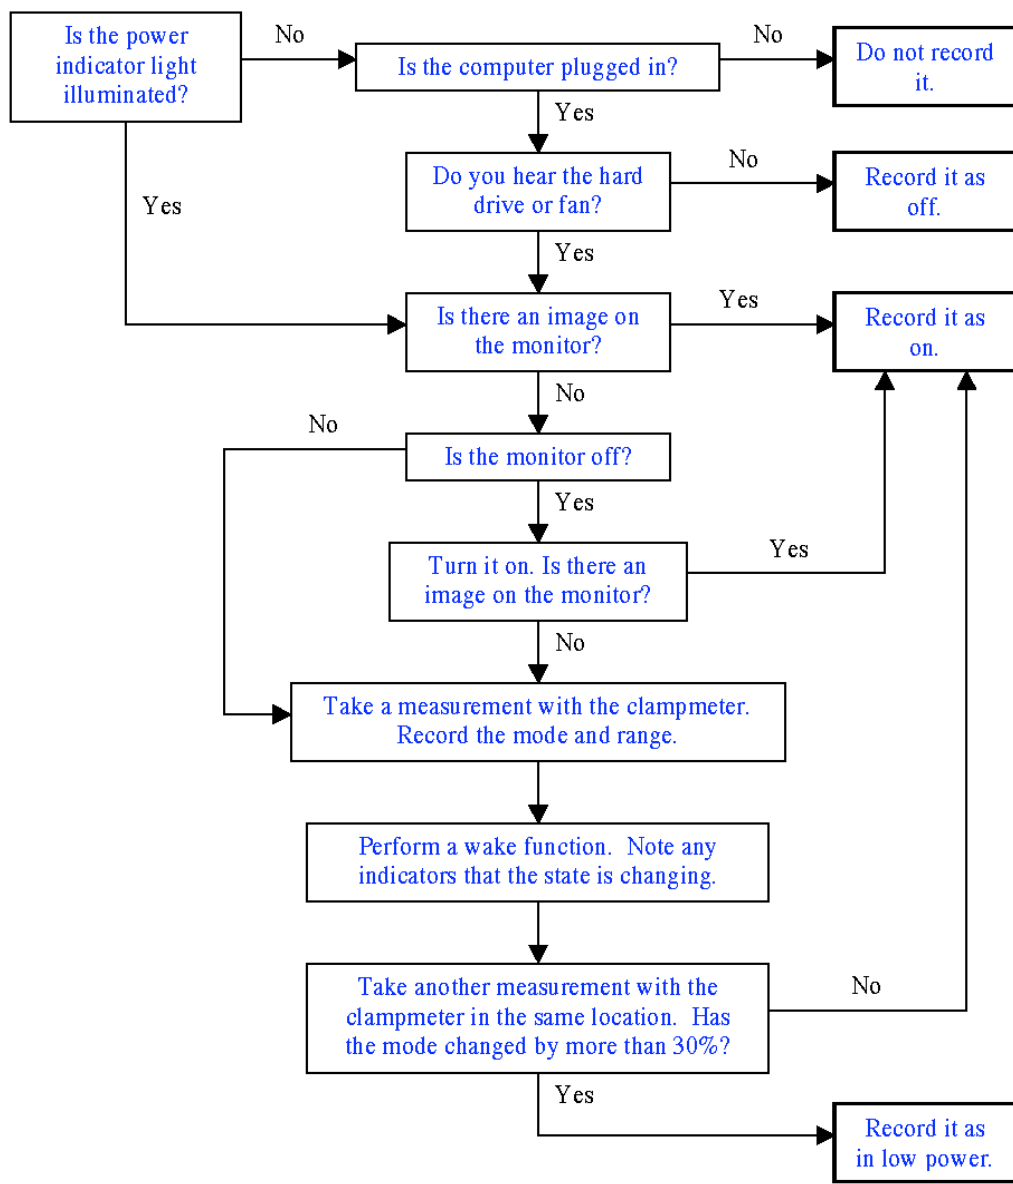 Is the power
indicator light
illuminated?
No
Is the computer plugged in?
No
Do not record
it.
Yes
Yes
Do you hear the hard
drive or fan?
No
Record it as
off.
Yes
Is there an image on
the monitor?
Yes
Record it as
on.
No
No
Is the monitor off?
Yes
Turn it on. Is there an
image on the monitor?
Yes
No
Take a measurement with the clampmeter.
Record the mode and range.
Perform a wake function.  Note any
indicators that the state is changing.
Take another measurement with the
clampmeter in the same location.  Has
the mode changed by more than 30%?
No
Yes
Record it as
in low power.